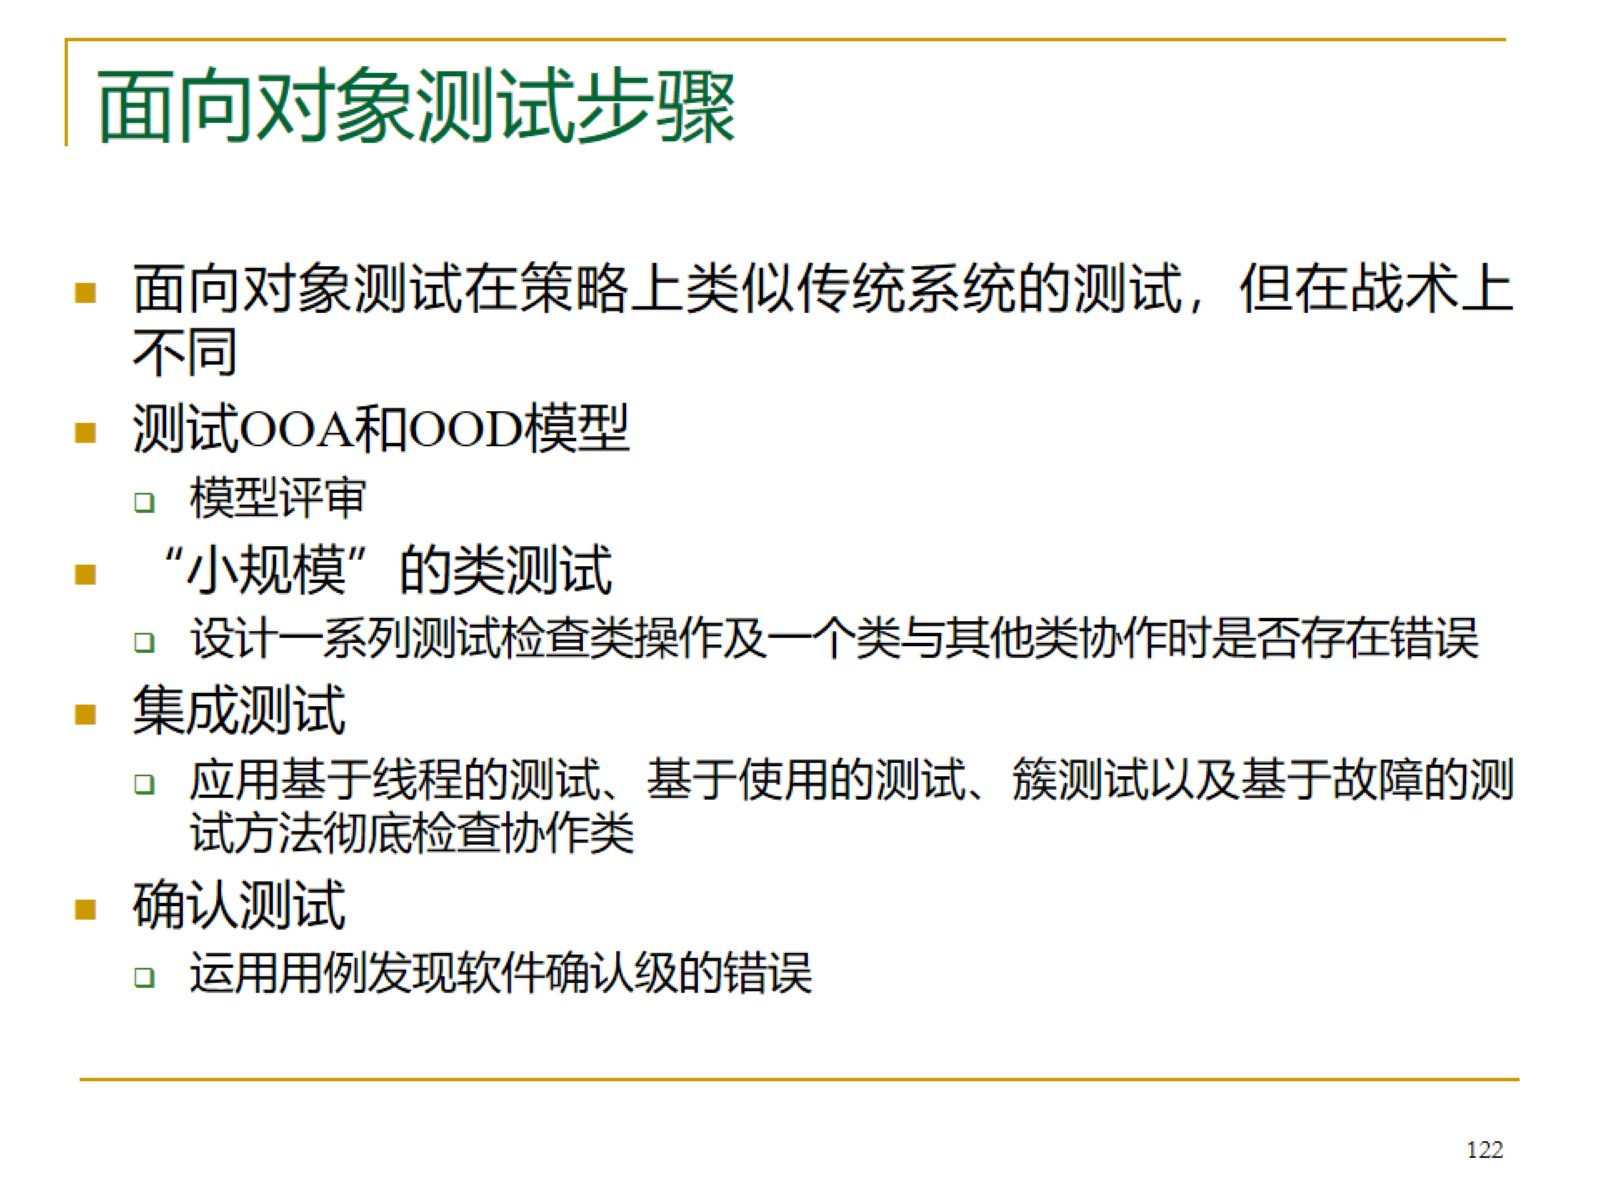 面向对象测试步骤
面向对象测试在策略上类似传统系统的测试，但在战术上
不同
测试OOA和OOD模型
模型评审
“小规模”的类测试
设计一系列测试检查类操作及一个类与其他类协作时是否存在错误
集成测试
应用基于线程的测试、基于使用的测试、簇测试以及基于故障的测
试方法彻底检查协作类
确认测试
运用用例发现软件确认级的错误
122